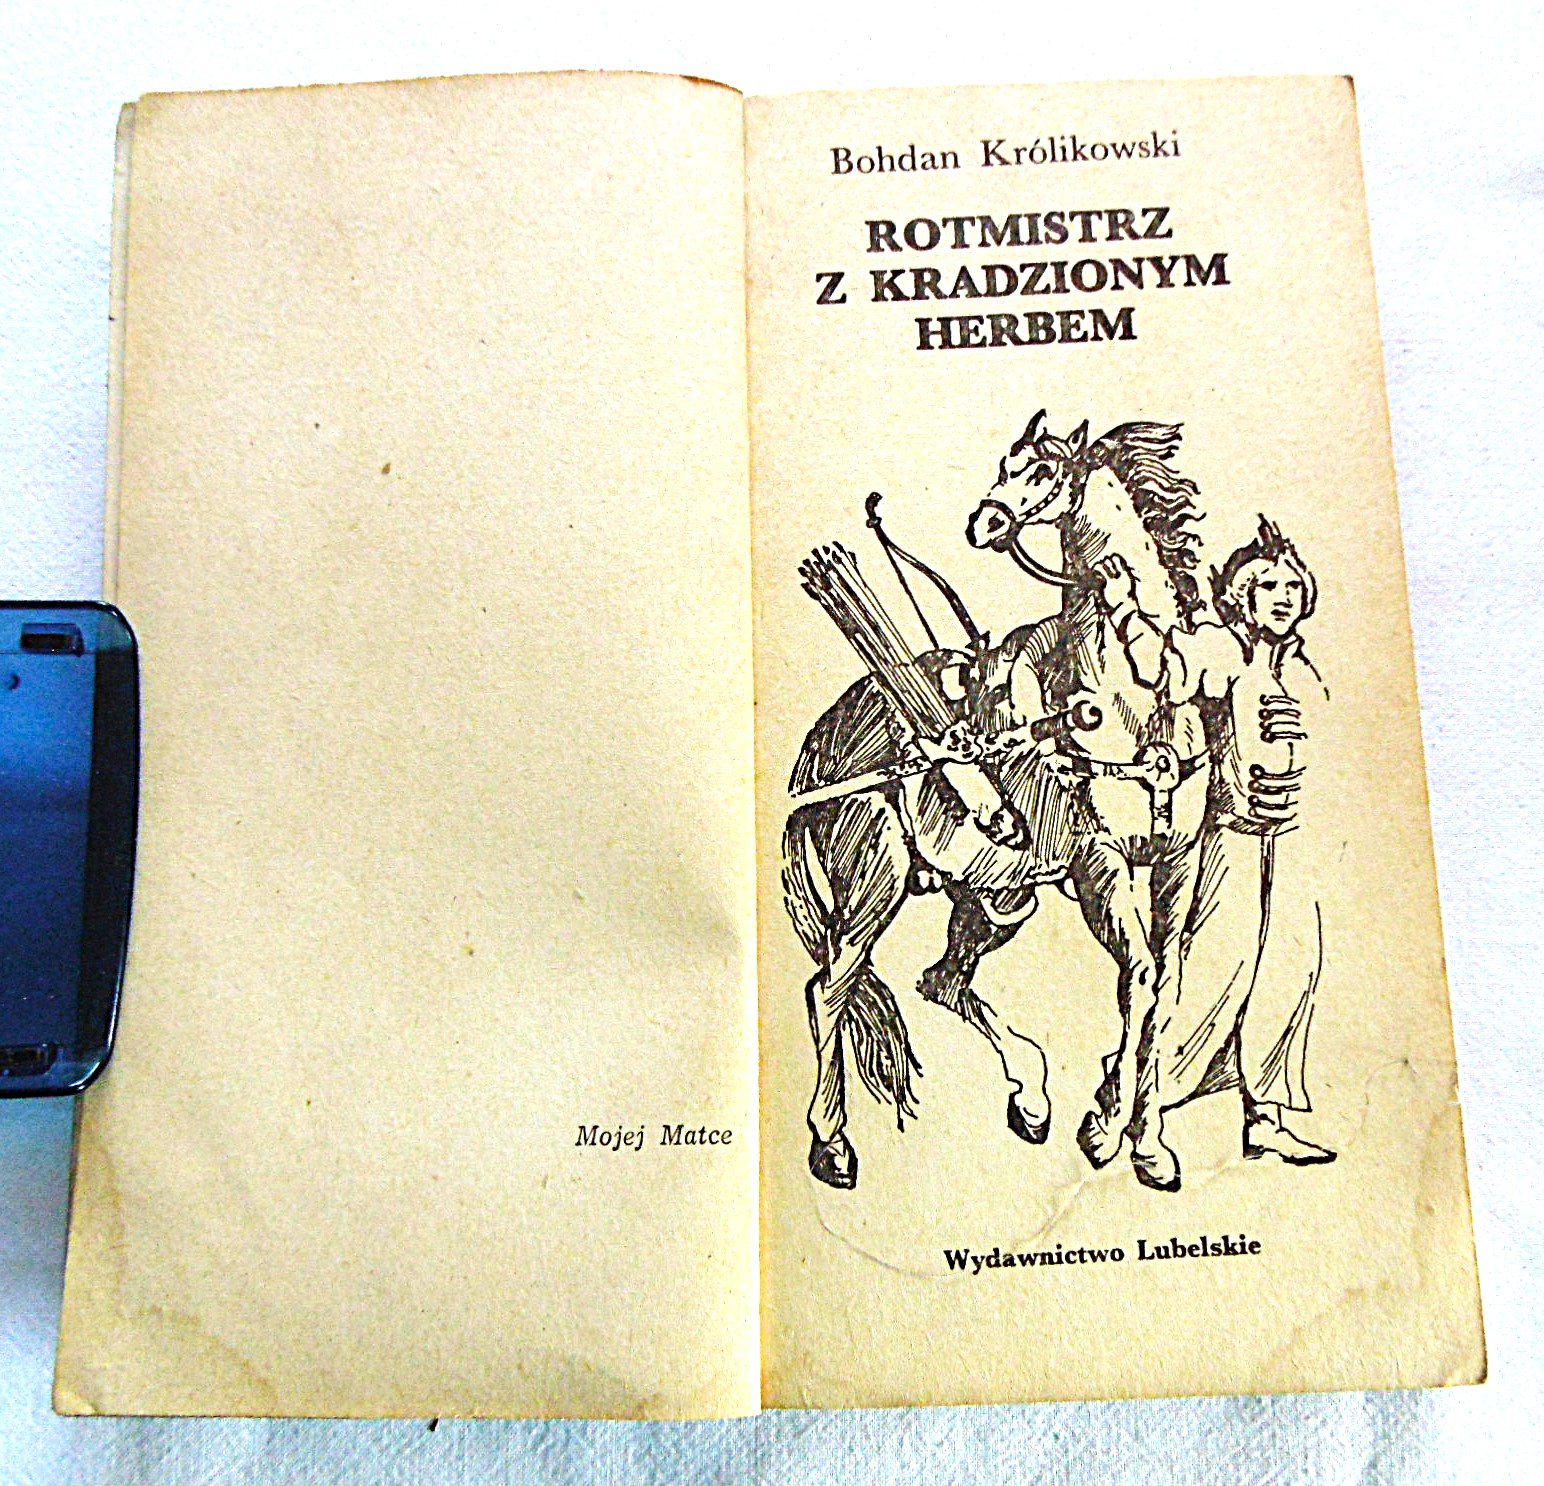 Mojej Matce
Bohdan Królikowski
ROTMISTRZ
Z KRADZIONYM
HERBEM
Wydawnictwo Lubelskie